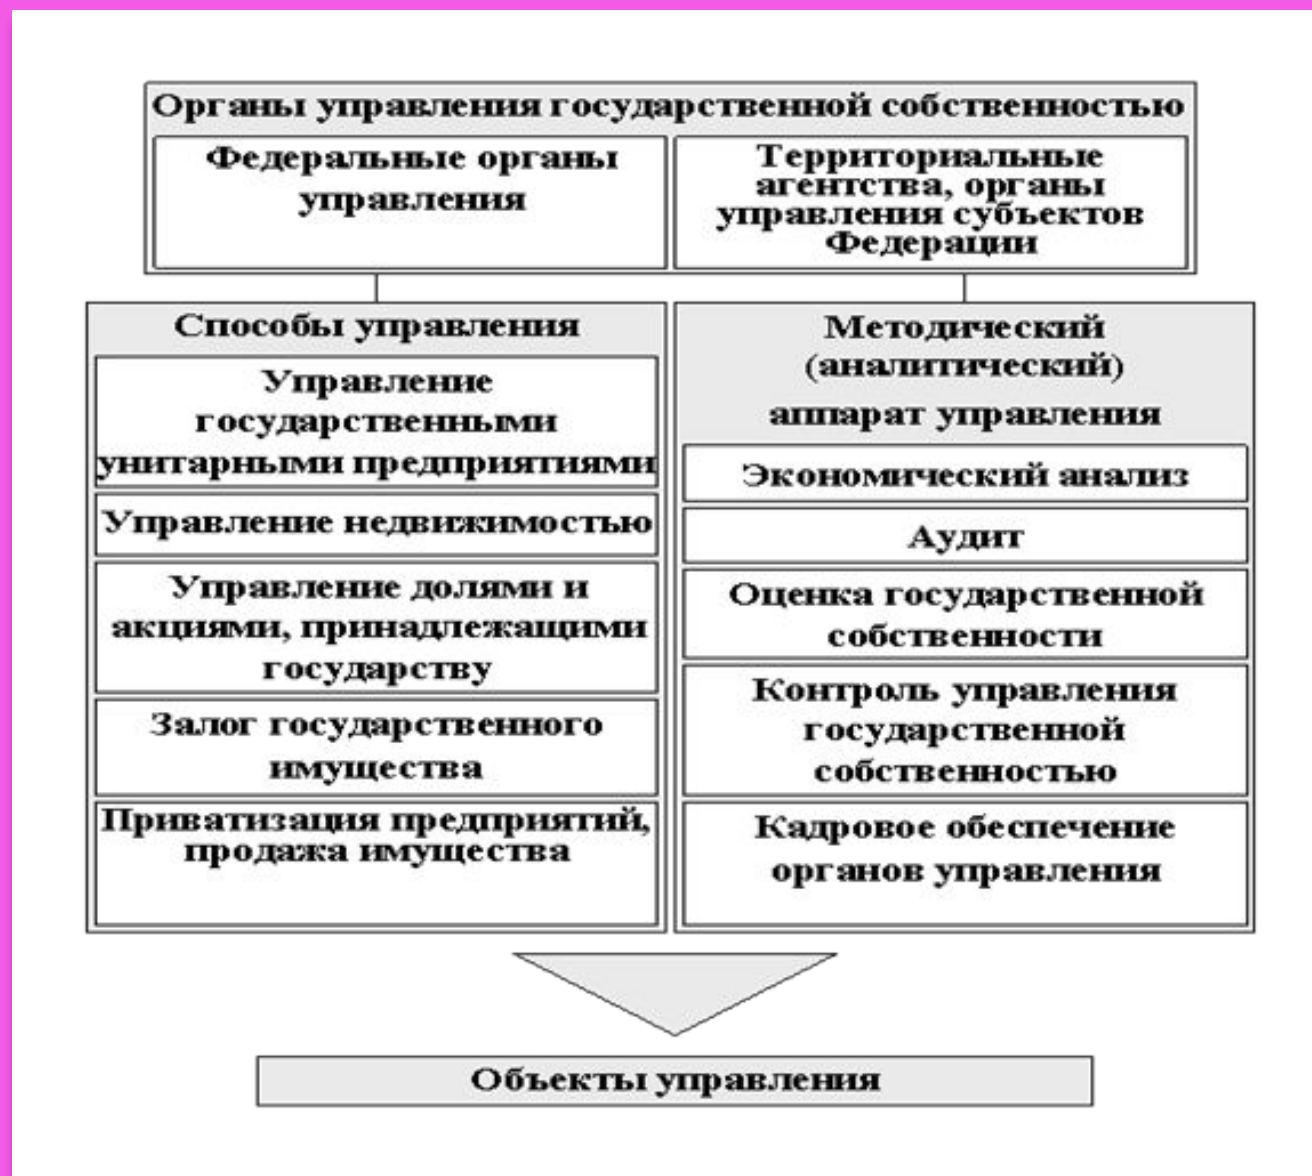 Органы управления государственной собственностью
Федеральные органы
управления
Территориальные
агентства, органы
управления субъектов
Федерации
Способы управления
Управление
государственными
унитарными предприятиями
Управление недвижимостью
Управление долями и
акциями, принадлежащими
государству
Залог государственного
имущества
Приватизация предприятий,
продажа имущества
Методический
(аналитический)
аппарат управления
Экономический анализ
Аудит
Оценка государственной
собственности
Контроль управления
государственной
собственностью
Кадровое обеспечение
органов управления
Объекты управления